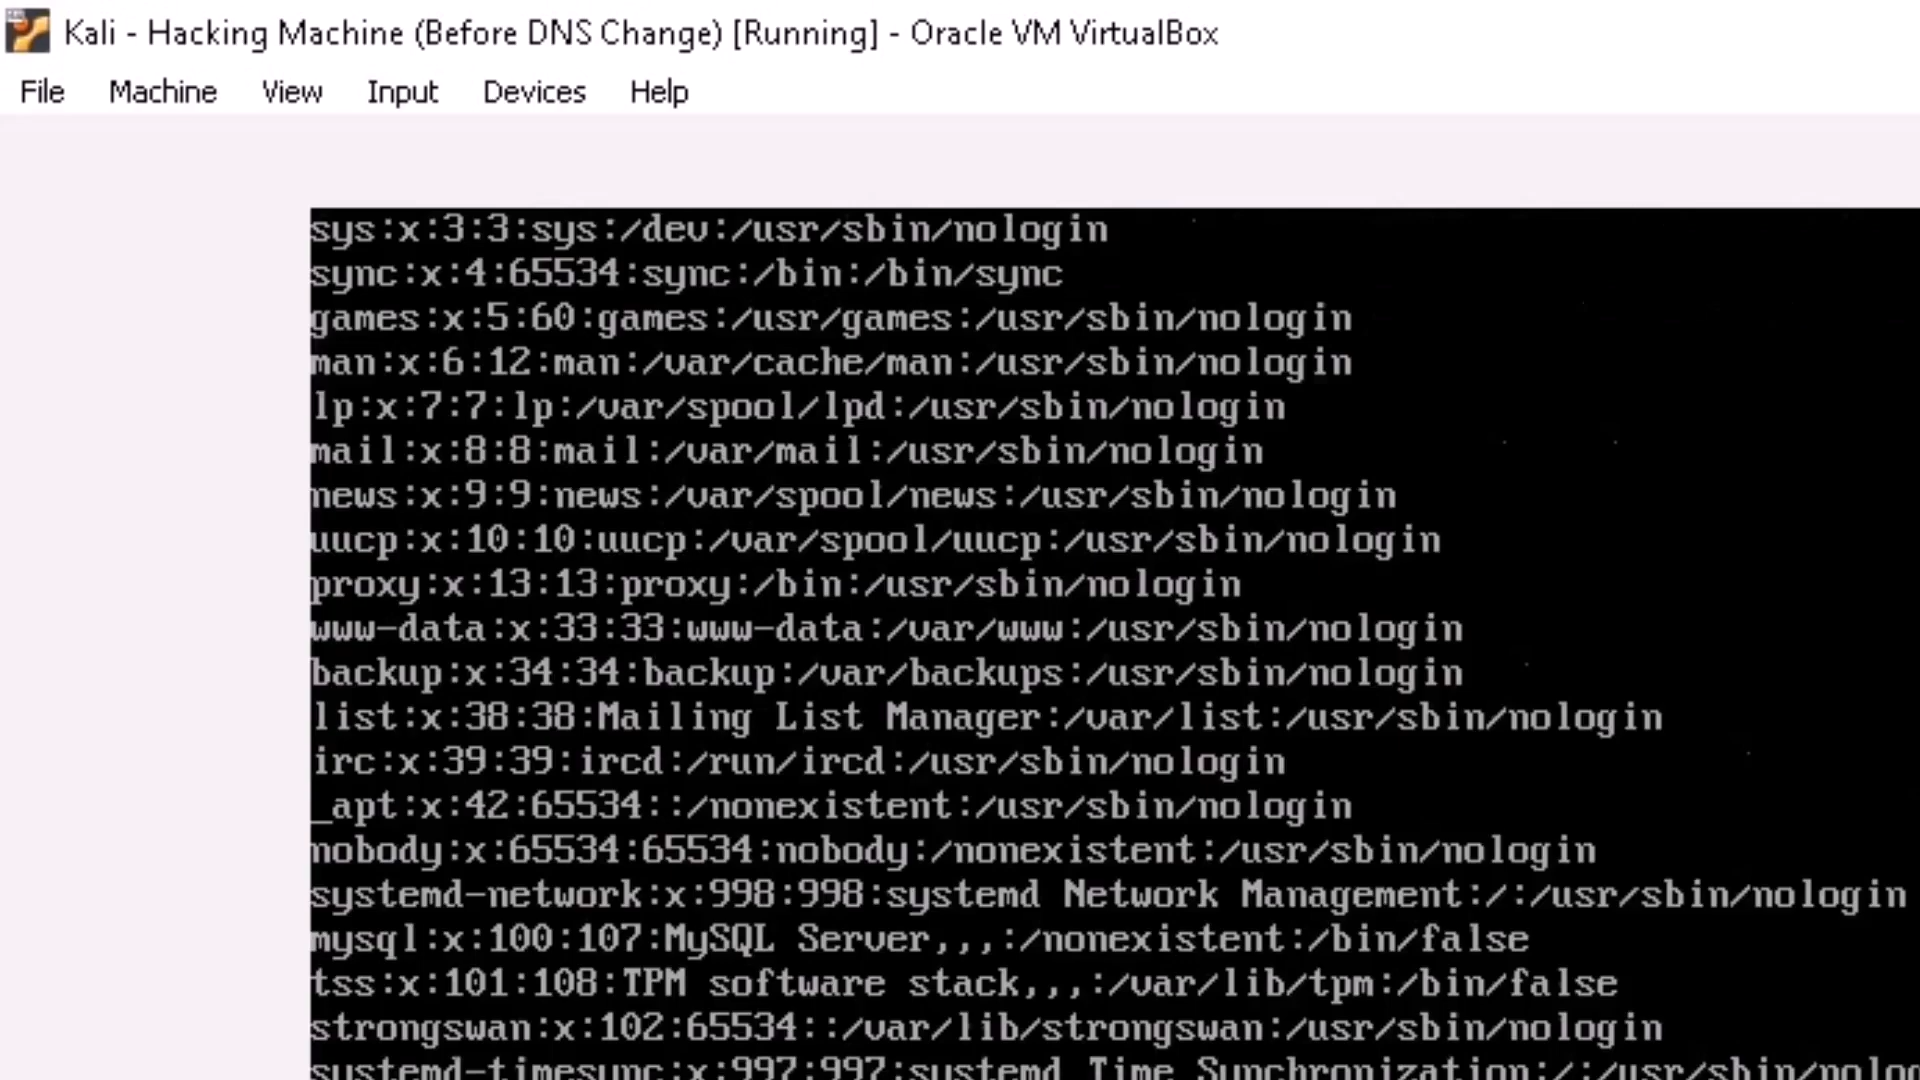 Kali - Hacking Machine (Before DNS Change) [Running] - Oracle VM VirtualBox
File Machine View Input Devices Help
sys:x:3:3:sys:/dev:/usr/sbin/nologin
sync:x:4:65534:sync:/bin:/bin/sync
games:x:5:60:games:/usr/games:/usr/sbin/nologin
man:x:6:12:man:/var/cache/man:/usr/sbin/nologin
lp:x:7:7:lp:/var/spool/lpd:/usr/sbin/nologin
mail:x:8:8:mail:/var/mail:/usr/sbin/nologin
news:x:9:9:news:/var/spool/news:/usr/sbin/nologin
uucp:x:10:10:uucp:/var/spool/uucp:/usr/sbin/nologin
proxy:x:13:13:proxy:/bin:/usr/sbin/nologin
www-data:x:33:33:www-data:/var/www:/usr/sbin/nologin
backup:x:34:34:backup:/var/backups:/usr/sbin/nologin
list:x:38:38:Mailing List Manager:/var/list:/usr/sbin/nologin
irc:x:39:39:ircd:/run/ircd:/usr/sbin/nologin
_apt:x:42:65534::/nonexistent:/usr/sbin/nologin
nobody:x:65534:65534:nobody:/nonexistent:/usr/sbin/nologin
systemd-network:x:998:998:systemd Network Management:/:/usr/sbin/nologin
mysql:x:100:107:MySQL Server,,,:/nonexistent:/bin/false
tss:x:101:108:TPM software stack,,,:/var/lib/tpm:/bin/false
strongswan:x:102:65534::/var/lib/strongswan:/usr/sbin/nologin
systemd-timesync:x:997:997:systemd Time Synchronization:/:/usr/sbin/nolog